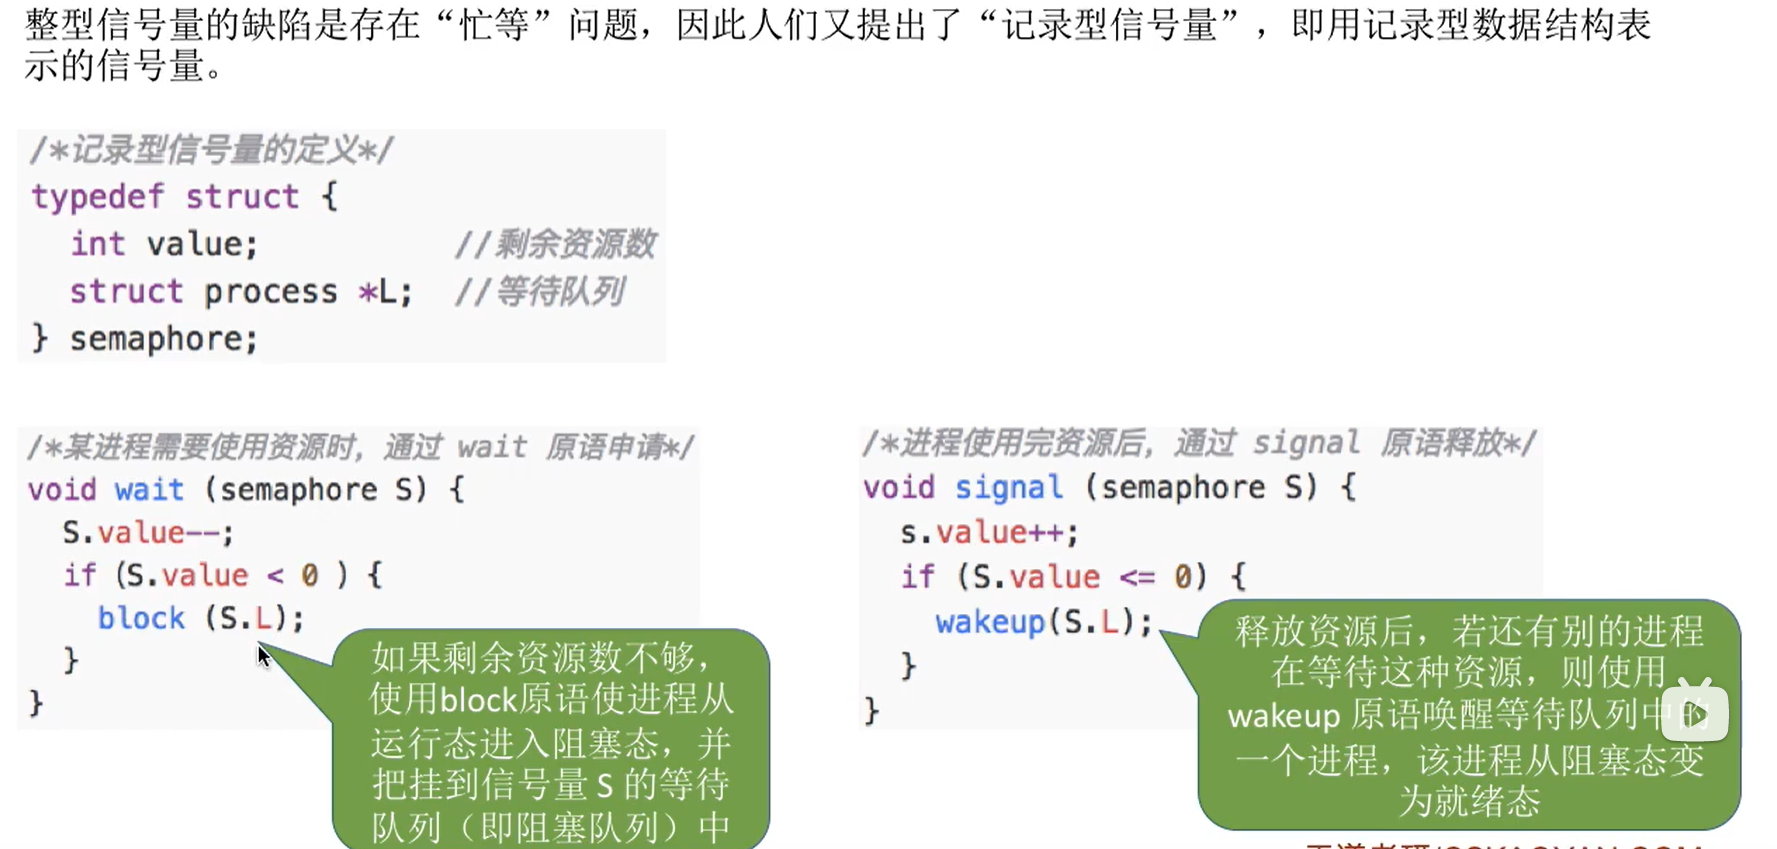 整型信号量的缺陷是存在“忙等”问题，因此人们又提出了“记录型信号量”，即用记录型数据结构表
示的信号量。
/*记录型信号量的定义*/
typedef struct {
int value; //剩余资源数
struct process *L; //等待队列
} semaphore;
/*某进程需要使用资源时，通过 wait 原语申请*/
void wait (semaphore S) {
S.value--;
if (S.value < 0 ) {
block (S.L);
}
}
如果剩余资源数不够，
使用block原语使进程从
运行态进入阻塞态，并
把挂到信号量 S 的等待
队列（即阻塞队列）中
/*进程使用完资源后，通过 signal 原语释放*/
void signal (semaphore S) {
s.value++;
if (S.value <= 0) {
wakeup(S.L);
}
}
释放资源后，若还有别的进程
在等待这种资源，则使用
wakeup 原语唤醒等待队列中的
一个进程，该进程从阻塞态变
为就绪态